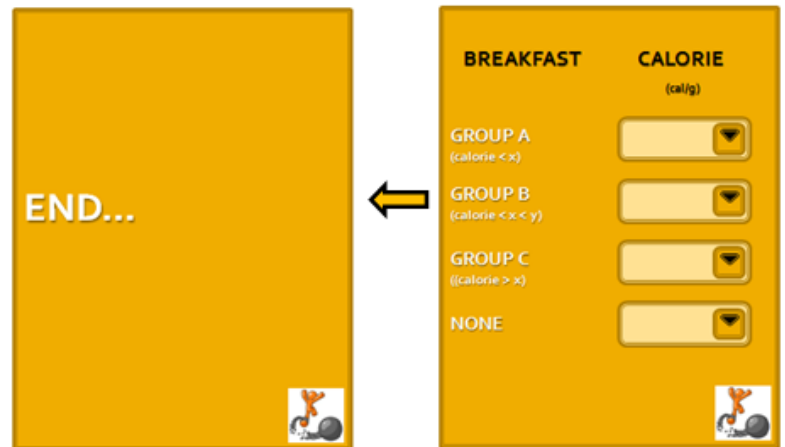 END...
BREAKFAST CALORIE
(cal/g)
GROUP A
(calorie < x)
GROUP B
(calorie < x < y)
GROUP C
((calorie > x)
NONE